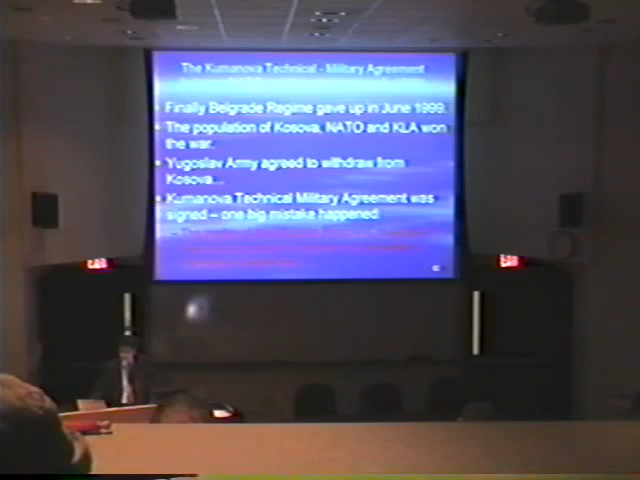 The Kumanova Technical - Military Agreement
Finally Belgrade Regime gave up in June 1999.
The population of Kosova, NATO and KLA won
the war.
Yugoslav Army agreed to withdraw from
Kosova...
Kumanova Technical Military Agreement was
signed – one big mistake happened.
EXIT
EXIT